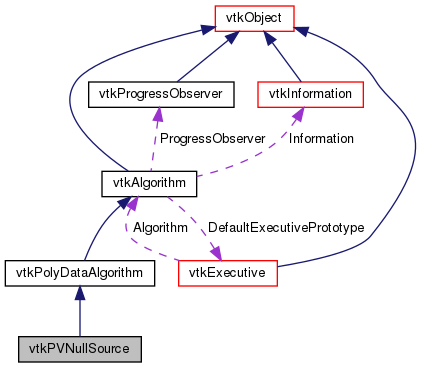 vtkObject
vtkProgressObserver
vtkInformation
ProgressObserver
Information
vtkAlgorithm
Algorithm
DefaultExecutivePrototype
vtkPolyDataAlgorithm
vtkExecutive
vtkPVNullSource